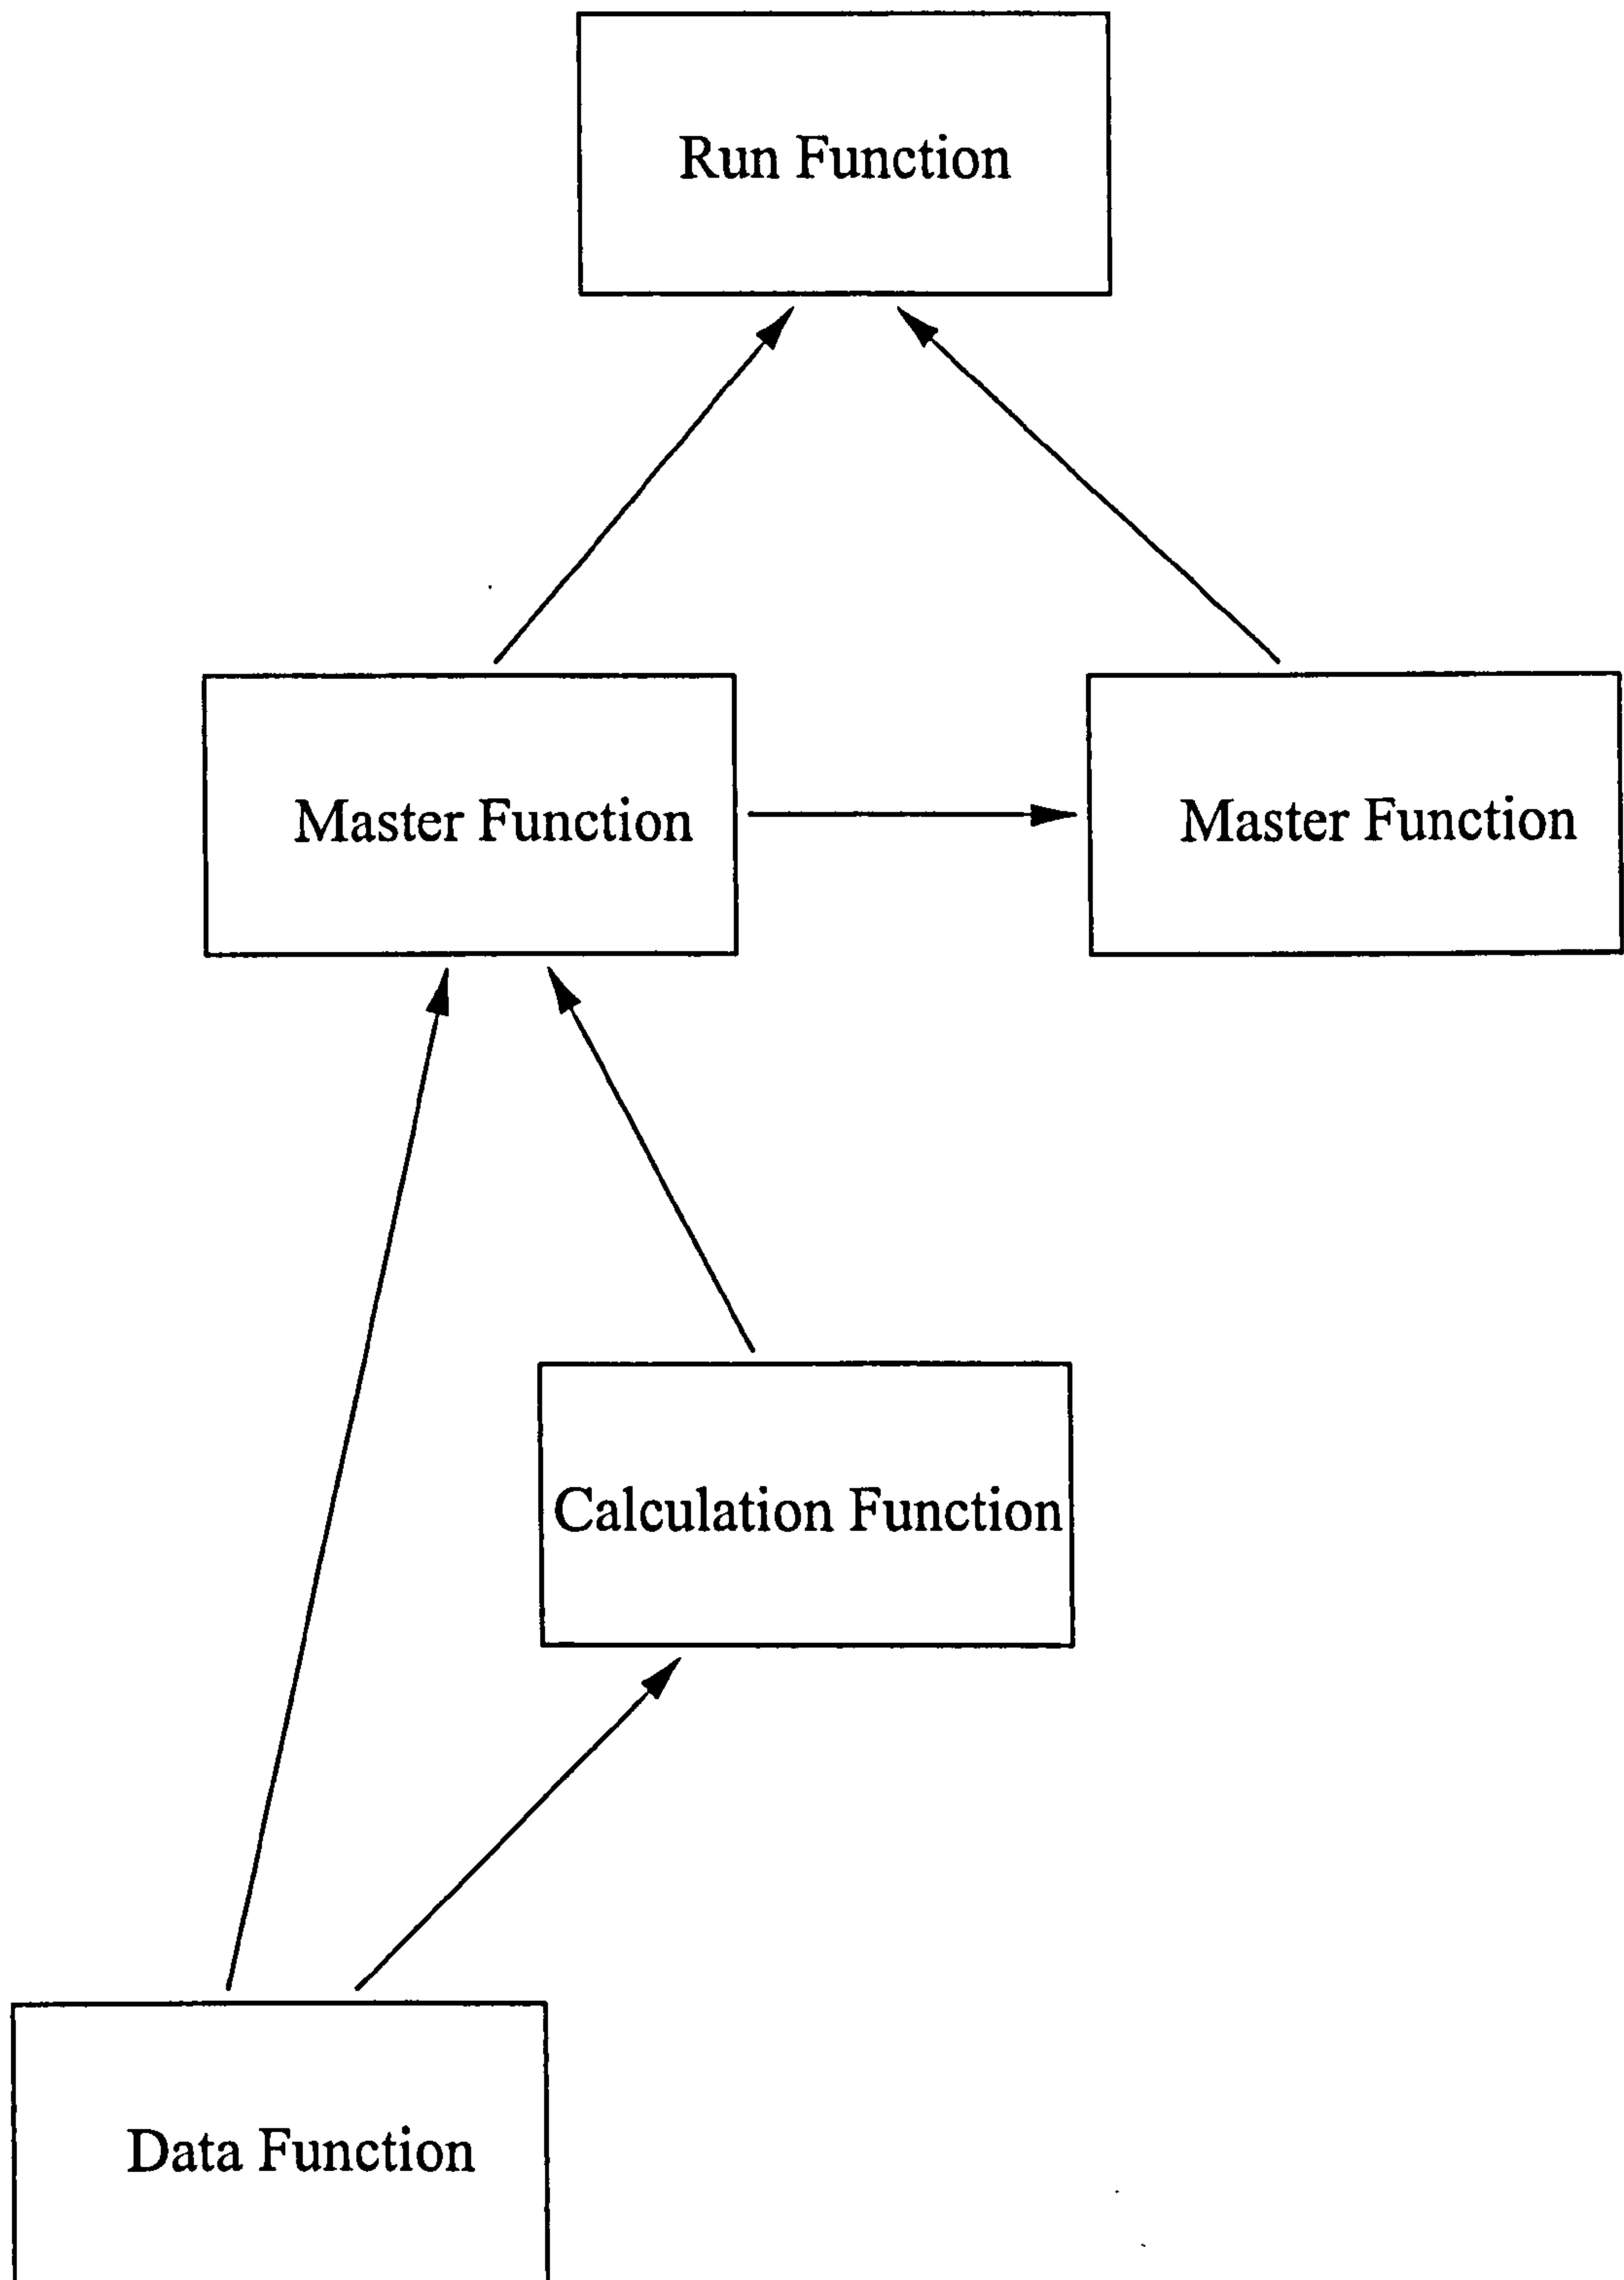 Run Function
Master Function
Master Function
Calculation Function
Data Function